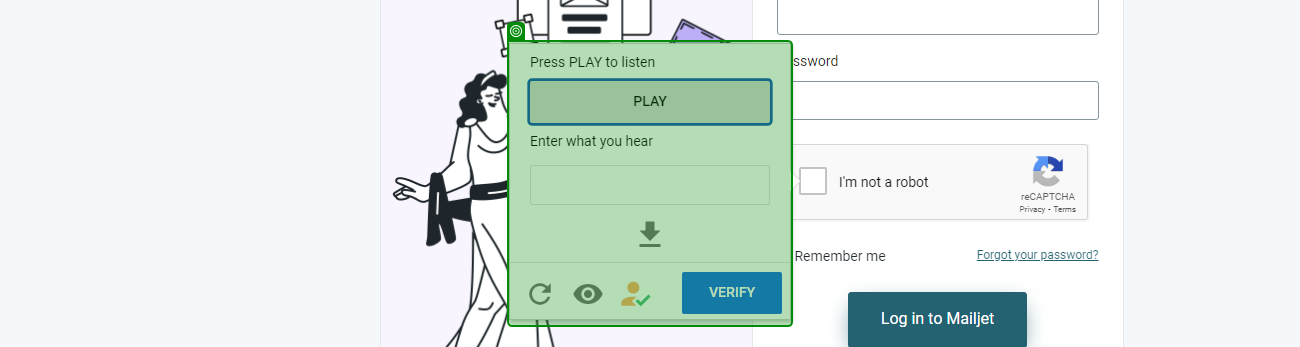 Press PLAY to listen
PLAY
Enter what you hear
VERIFY
ssword
I'm not a robot
reCAPTCHA
Privacy - Terms
Remember me
Forgot your password?
Log in to Mailjet